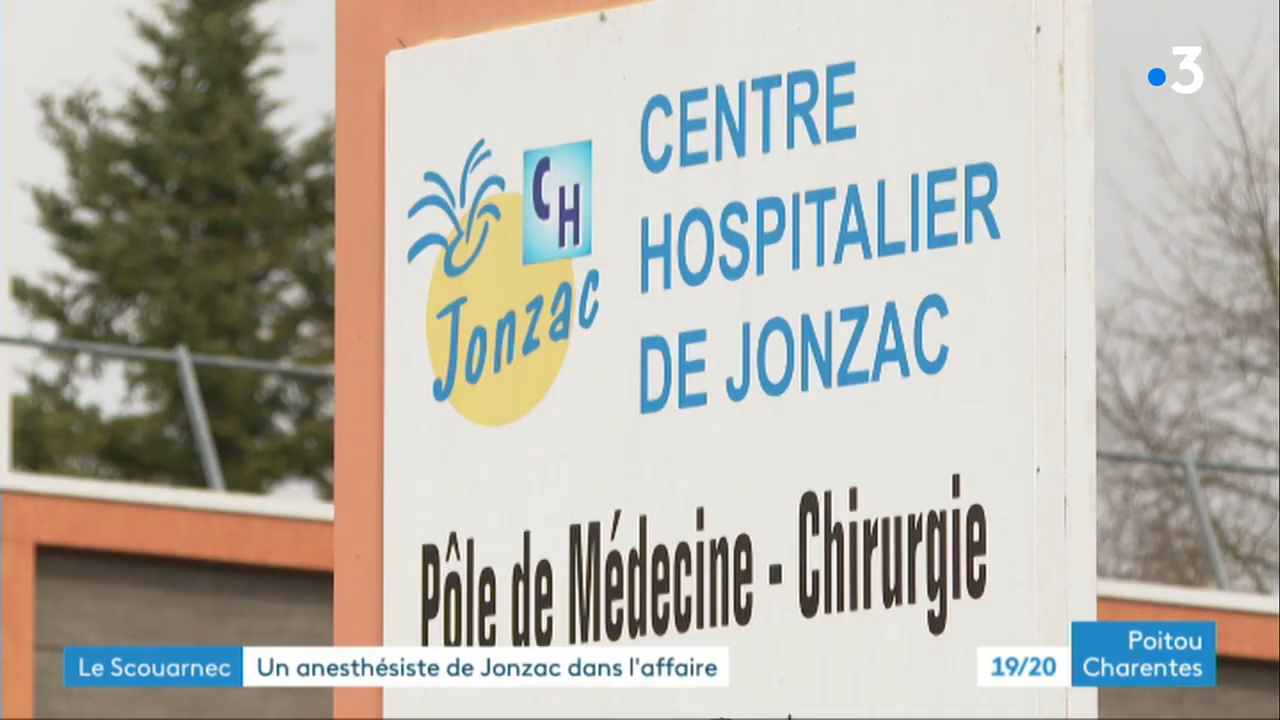 3
CENTRE
HOSPITALIER
DE JONZAC
CH
Jonzac
Pôle de Médecine - Chirurgie
Le Scouarnec
Un anesthésiste de Jonzac dans l'affaire
19/20
Poitou
Charentes